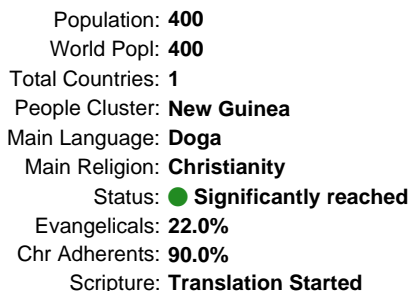 Population: 400
World Popl: 400
Total Countries: 1
People Cluster: New Guinea
Main Language: Doga
Main Religion: Christianity
Status: Significantly reached
Evangelicals: 22.0%
Chr Adherents: 90.0%
Scripture: Translation Started